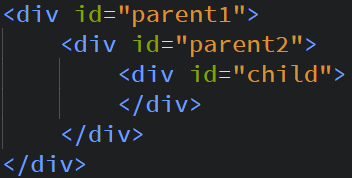 <div id="parent1">
    <div id="parent2">
        <div id="child">
        </div>
    </div>
</div>